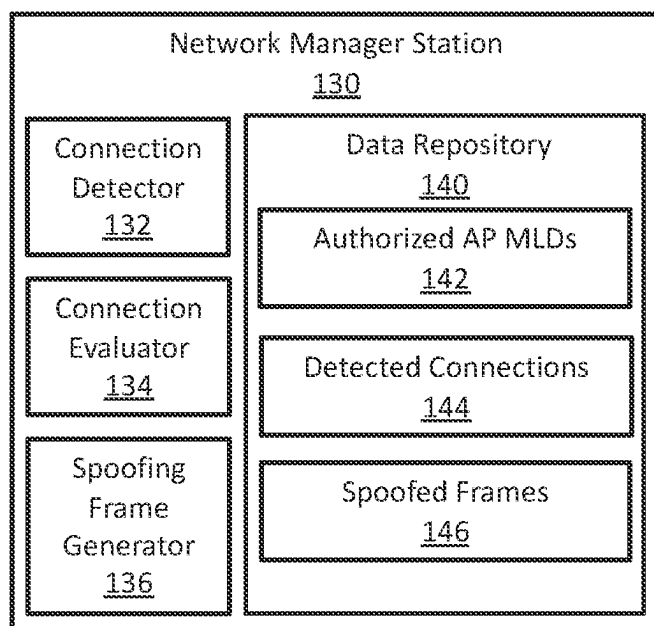 Network Manager Station
130
Connection
Detector
132
Connection
Evaluator
134
Spoofing
Frame
Generator
136
Data Repository
140
Authorized AP MLDs
142
Detected Connections
144
Spoofed Frames
146